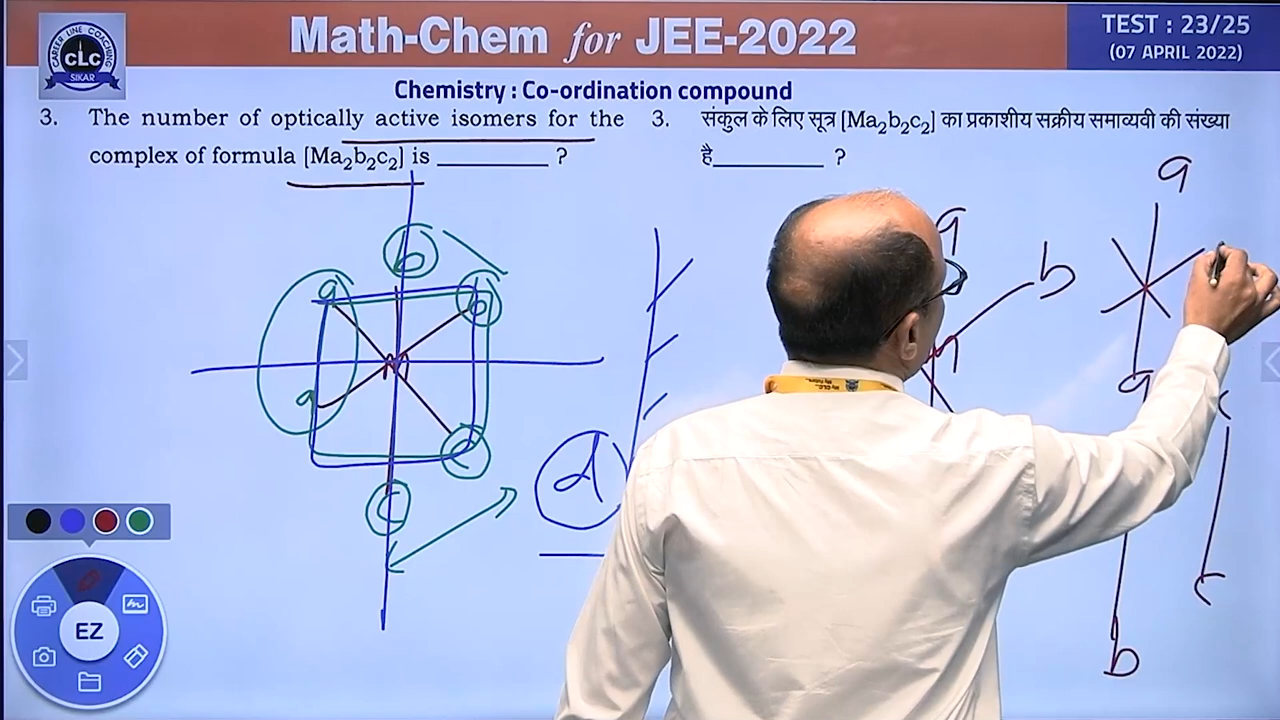 CAREER LINE COACHING
CLC
SIKAR
Math-Chem for JEE-2022
TEST : 23/25
(07 APRIL 2022)
Chemistry : Co-ordination compound
3. The number of optically active isomers for the
complex of formula [Ma₂b₂c₂] is __________ ?
3. संकुल के लिए सूत्र [Ma₂b₂c₂] का प्रकाशीय सक्रीय समाव्यवी की संख्या
है__________ ?
a
b
b
a
M
c
c
d
a
b
M
a
a
c
c
b
EZ